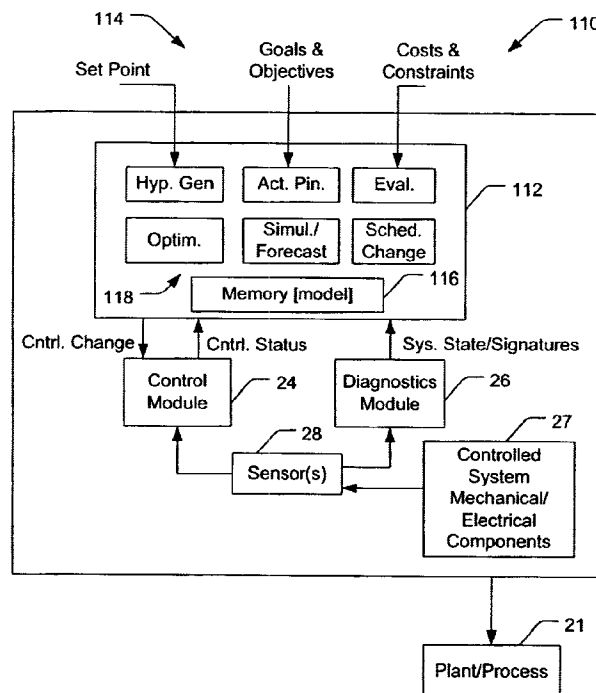 114
110
Goals &
Objectives
Costs &
Constraints
Set Point
Hyp. Gen
Act. Pin.
Eval.
112
Optim.
Simul./
Forecast
Sched.
Change
118
Memory [model]
116
Cntrl. Change
Cntrl. Status
Sys. State/Signatures
Control
Module
24
Diagnostics
Module
26
28
Sensor(s)
27
Controlled
System
Mechanical/
Electrical
Components
21
Plant/Process